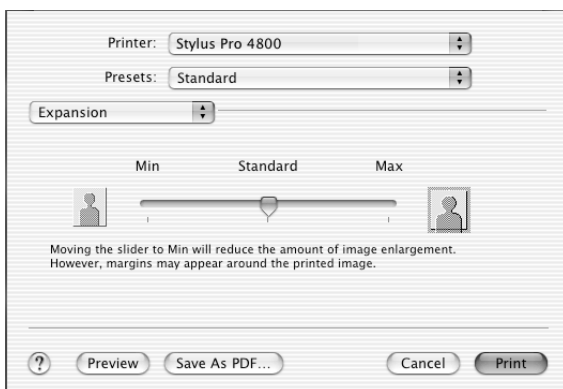 Printer: Stylus Pro 4800
Presets: Standard
Expansion
Min Standard Max
Moving the slider to Min will reduce the amount of image enlargement.
However, margins may appear around the printed image.
? Preview Save As PDF... Cancel Print